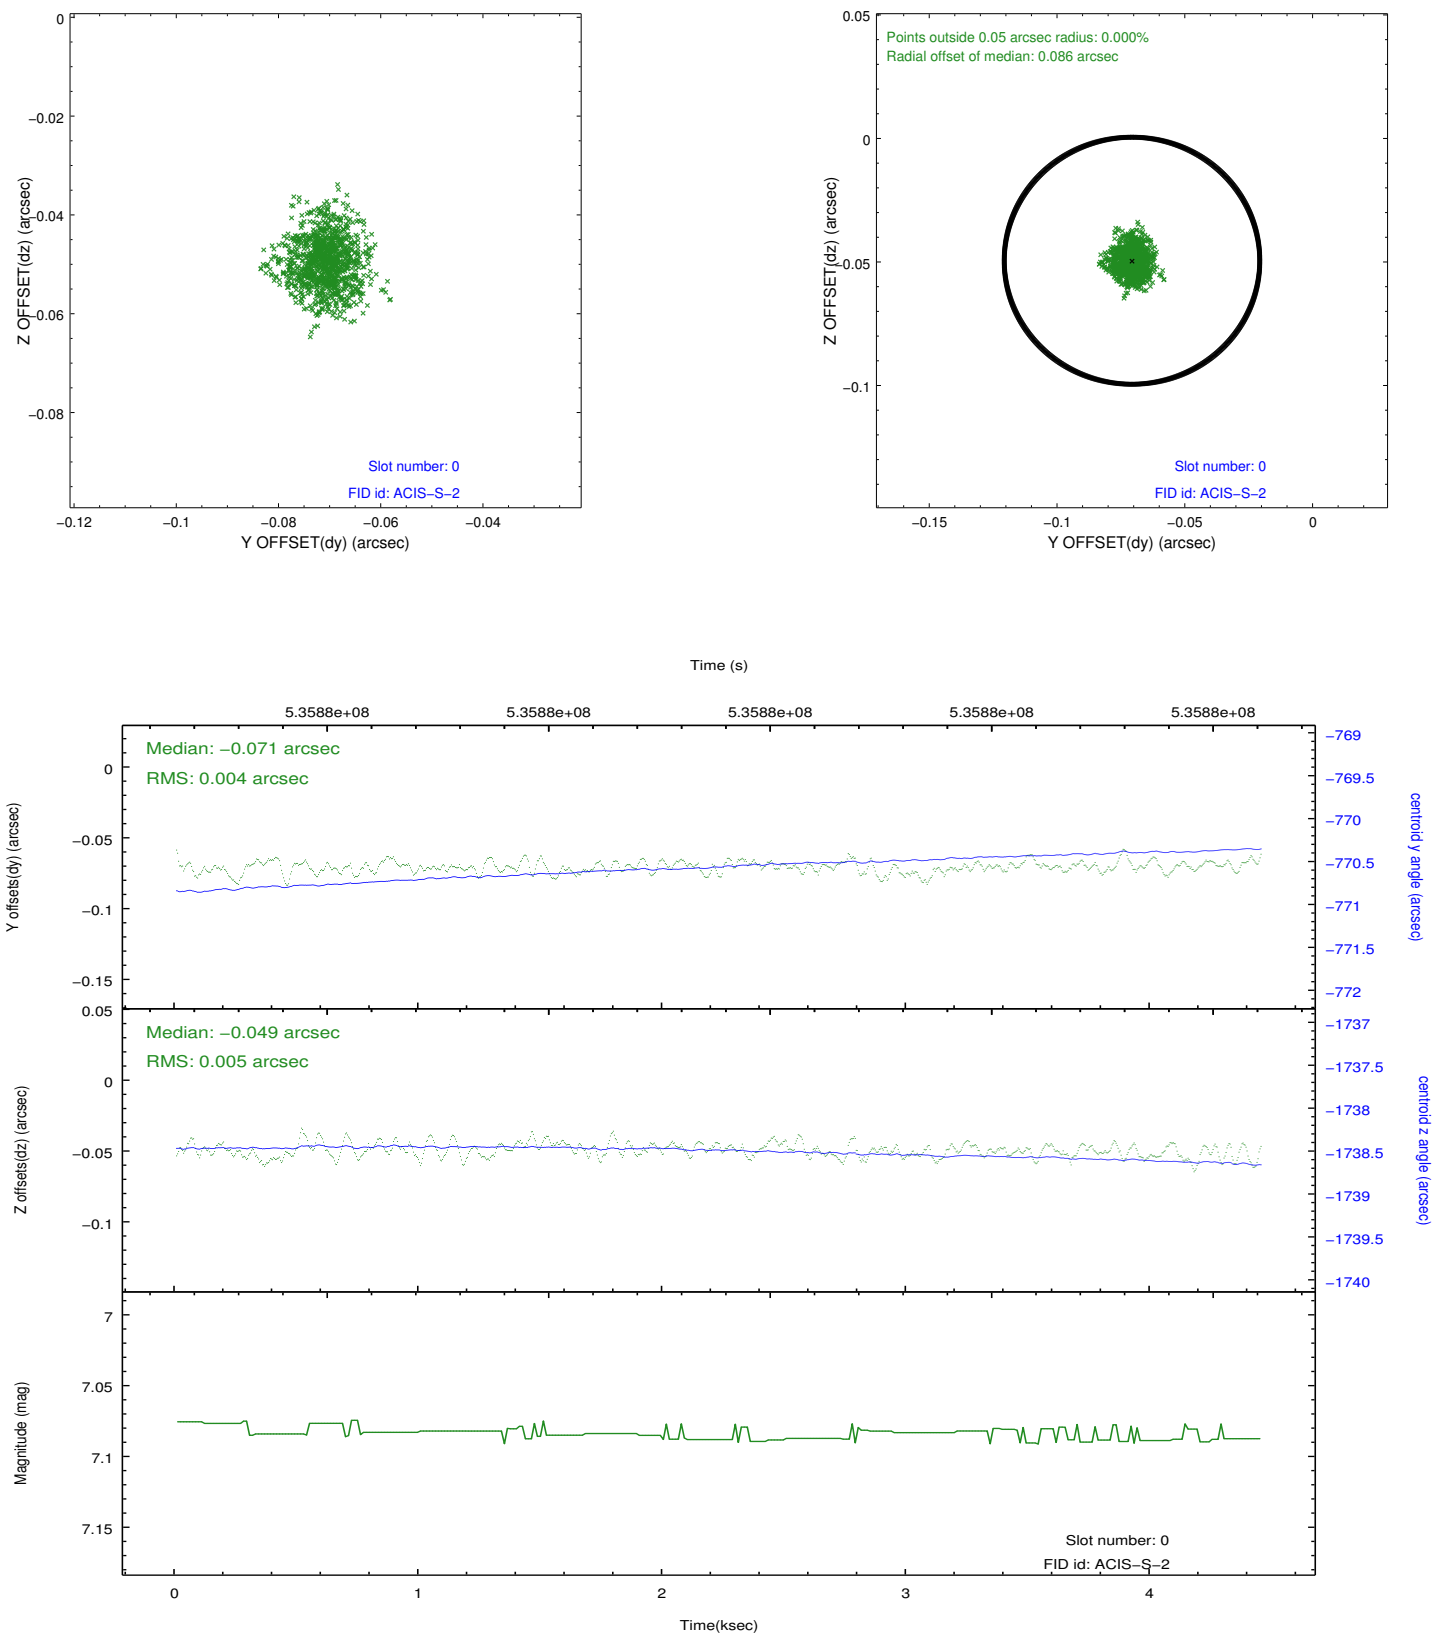 0
−0.02
−0.04
−0.06
−0.08
Z OFFSET(dz) (arcsec)
Slot number: 0
FID id: ACIS−S−2
−0.12
−0.1
−0.08
−0.06
−0.04
Y OFFSET(dy) (arcsec)
0.05
0
−0.05
−0.1
Z OFFSET(dz) (arcsec)
Points outside 0.05 arcsec radius: 0.000%
Radial offset of median: 0.086 arcsec
Slot number: 0
FID id: ACIS−S−2
−0.15
−0.1
−0.05
0
Y OFFSET(dy) (arcsec)
Time (s)
5.3588e+08
5.3588e+08
5.3588e+08
5.3588e+08
5.3588e+08
Median: −0.071 arcsec
RMS: 0.004 arcsec
0
−0.05
−0.1
−0.15
Y offsets(dy) (arcsec)
−769
−769.5
−770
−770.5
−771
−771.5
−772
centroid y angle (arcsec)
Median: −0.049 arcsec
RMS: 0.005 arcsec
0.05
0
−0.05
−0.1
Z offsets(dz) (arcsec)
−1737
−1737.5
−1738
−1738.5
−1739
−1739.5
−1740
centroid z angle (arcsec)
7
7.05
7.1
7.15
Magnitude (mag)
Slot number: 0
FID id: ACIS−S−2
0
1
2
3
4
Time(ksec)